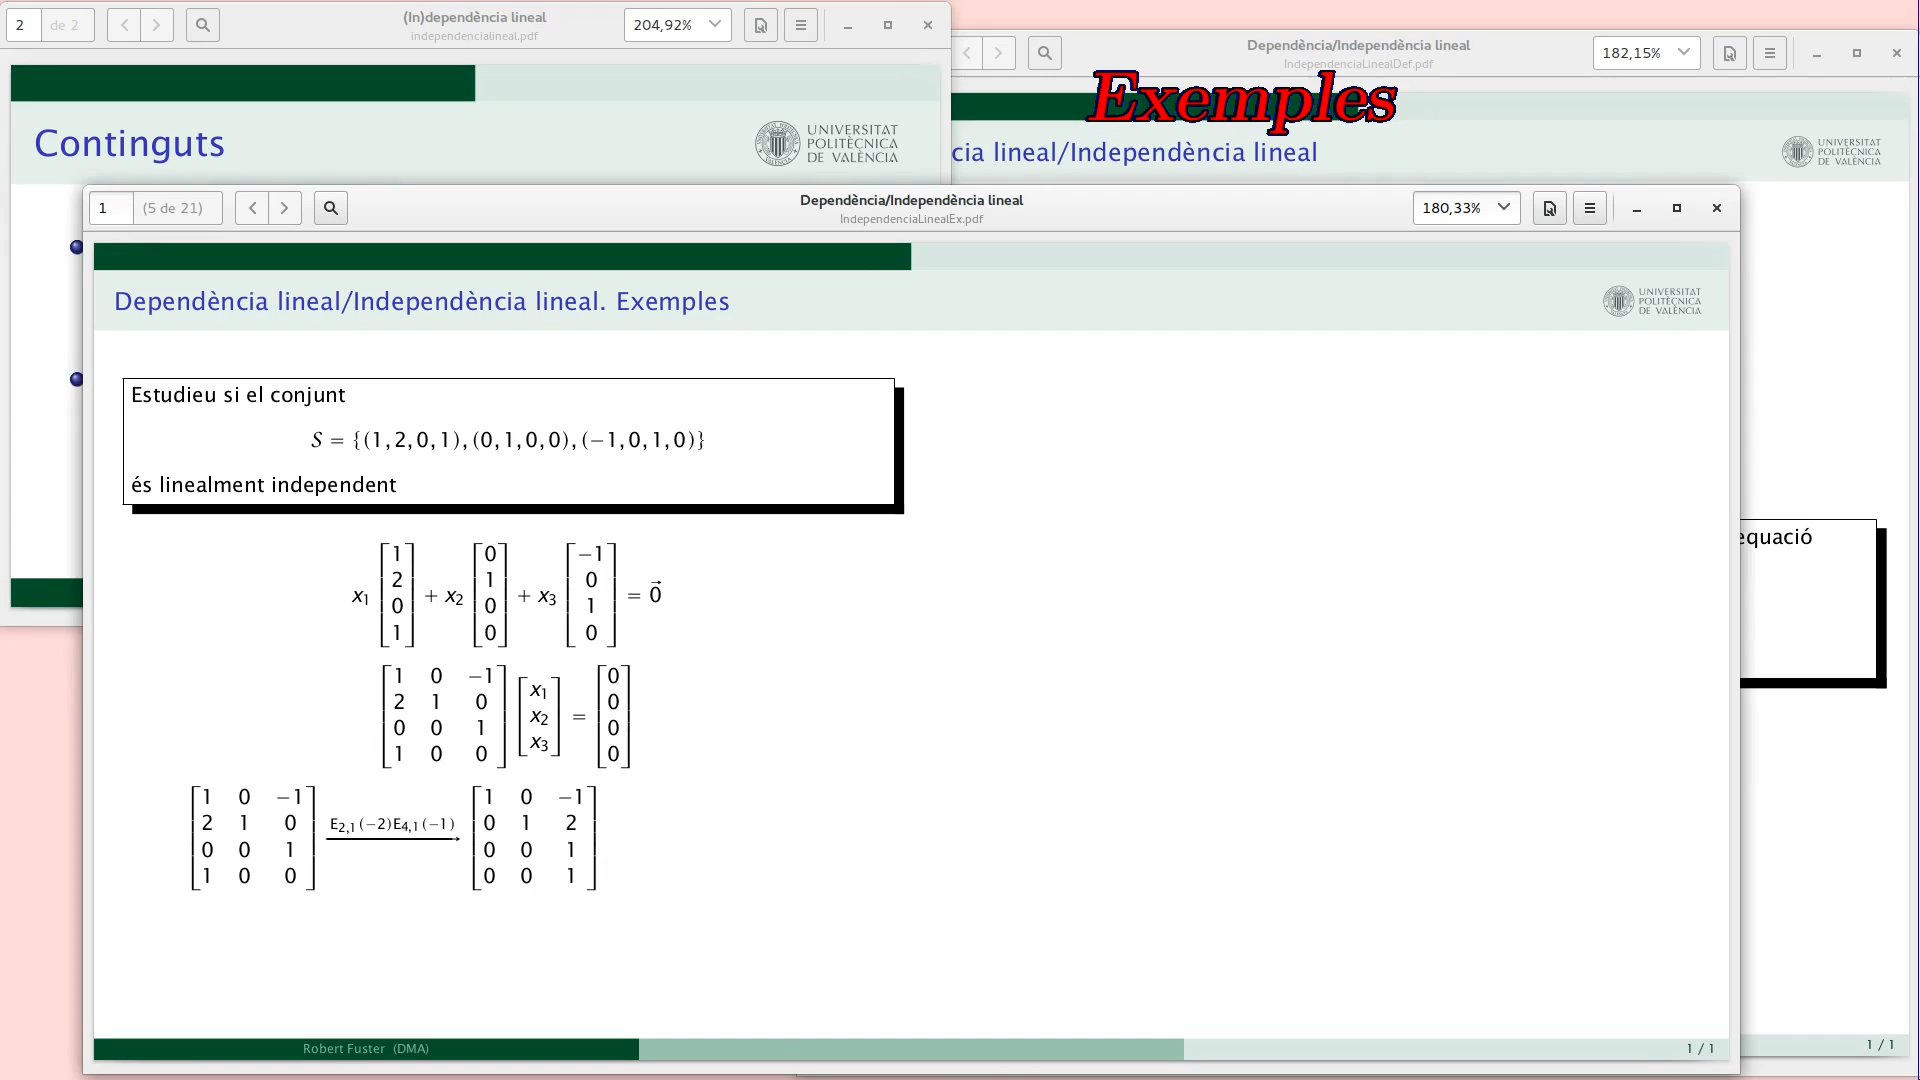 2 de 2
(In)dependència lineal
independencialineal.pdf
204,92%
Dependència/Independència lineal
IndependenciaLinealDef.pdf
182,15%
Exemples
Continguts
UNIVERSITAT
POLITÈCNICA
DE VALÈNCIA
cia lineal/Independència lineal
UNIVERSITAT
POLITÈCNICA
DE VALÈNCIA
1 (5 de 21)
Dependència/Independència lineal
IndependenciaLinealEx.pdf
180,33%
Dependència lineal/Independència lineal. Exemples
UNIVERSITAT
POLITÈCNICA
DE VALÈNCIA
Estudieu si el conjunt
S = {(1,2,0,1),(0,1,0,0),(−1,0,1,0)}
és linealment independent
equació
x₁ [1 2 0 1] + x₂ [0 1 0 0] + x₃ [−1 0 1 0] = 0⃗
1 0 −1
2 1 0
0 0 1
1 0 0
x₁
x₂
x₃
=
0
0
0
0
1 0 −1
2 1 0
0 0 1
1 0 0
E₂,₁(−2)E₄,₁(−1)
1 0 −1
0 1 2
0 0 1
0 0 1
Robert Fuster (DMA)
1 / 1
1 / 1